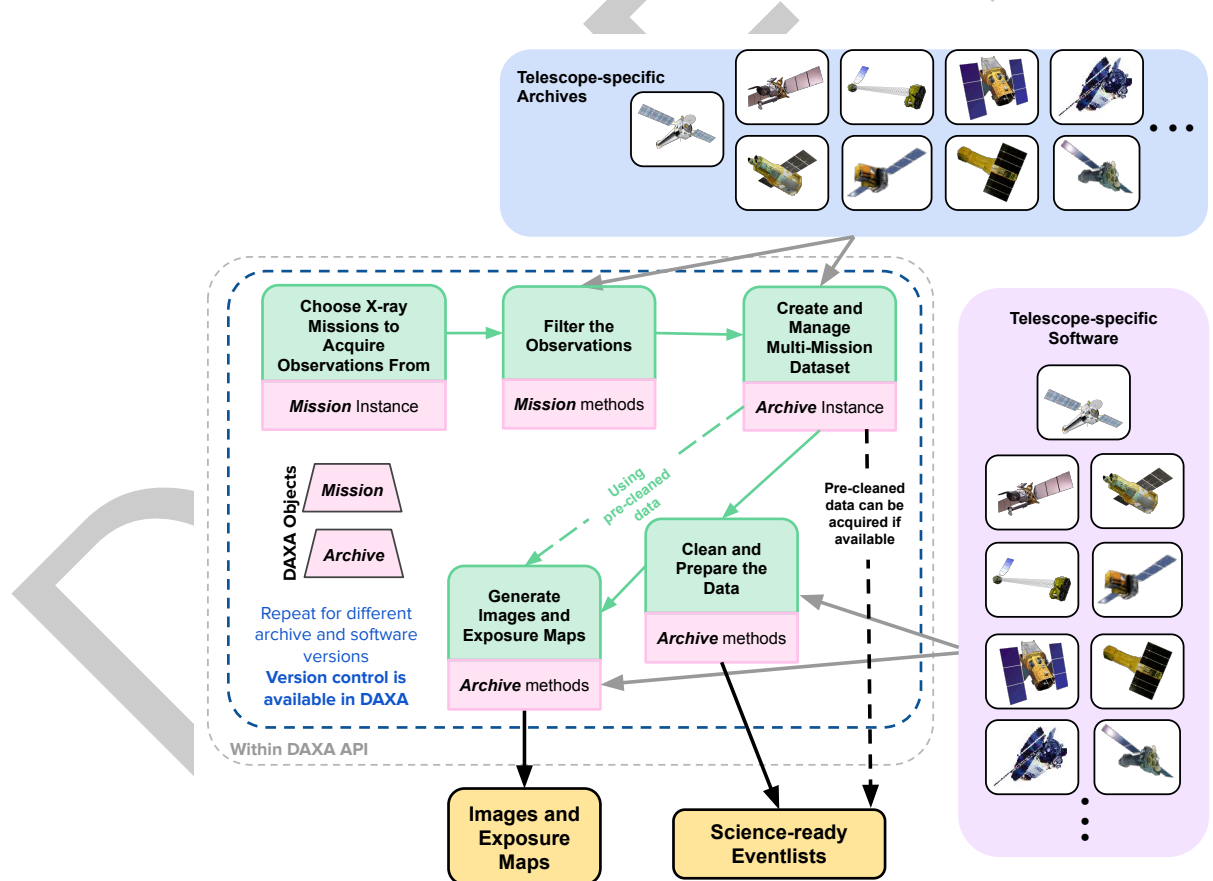 Telescope-specific
Archives
Choose X-ray
Missions to
Acquire
Observations From
Mission Instance
Filter the
Observations
Mission methods
Create and
Manage
Multi-Mission
Dataset
Archive Instance
Telescope-specific
Software
DAXA Objects
Mission
Archive
Using
pre-cleaned
data
Pre-cleaned
data can be
acquired if
available
Clean and
Prepare the
Data
Archive methods
Generate
Images and
Exposure Maps
Archive methods
Repeat for different
archive and software
versions
Version control is
available in DAXA
Within DAXA API
Images and
Exposure
Maps
Science-ready
Eventlists